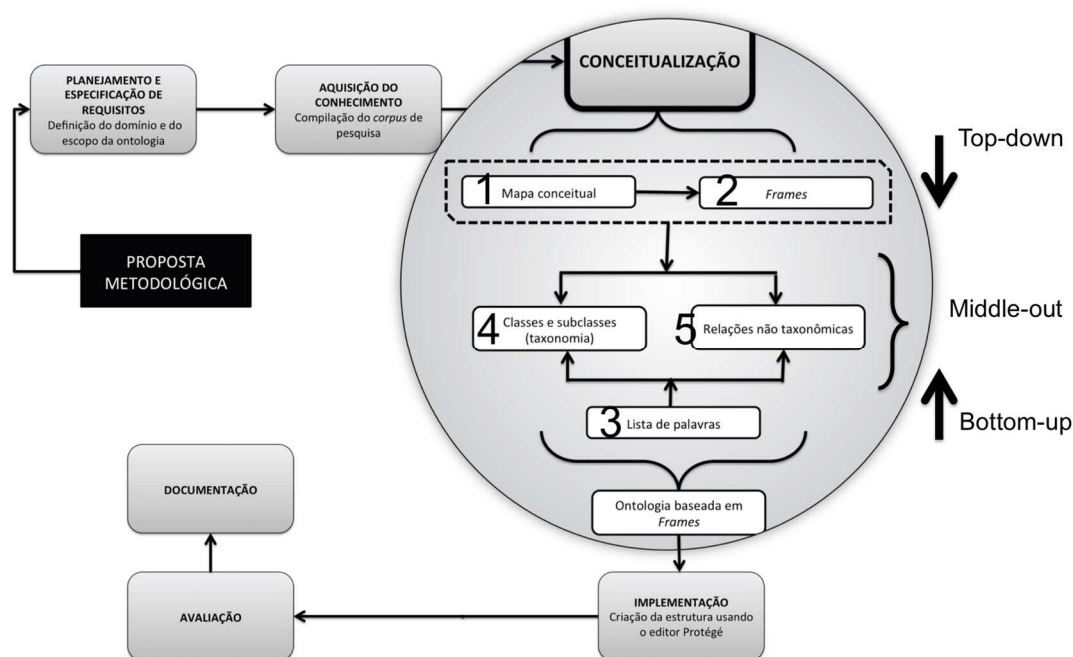 PLANEJAMENTO E
ESPECIFICAÇÃO DE
REQUISITOS
Definição do domínio e do
escopo da ontologia
AQUISIÇÃO DO
CONHECIMENTO
Compilação do corpus de
pesquisa
CONCEITUALIZAÇÃO
Top-down
1 Mapa conceitual
2 Frames
PROPOSTA
METODOLÓGICA
Middle-out
4 Classes e subclasses
(taxonomia)
5 Relações não taxonômicas
3 Lista de palavras
Bottom-up
Ontologia baseada em
Frames
DOCUMENTAÇÃO
AVALIAÇÃO
IMPLEMENTAÇÃO
Criação da estrutura usando
o editor Protégé